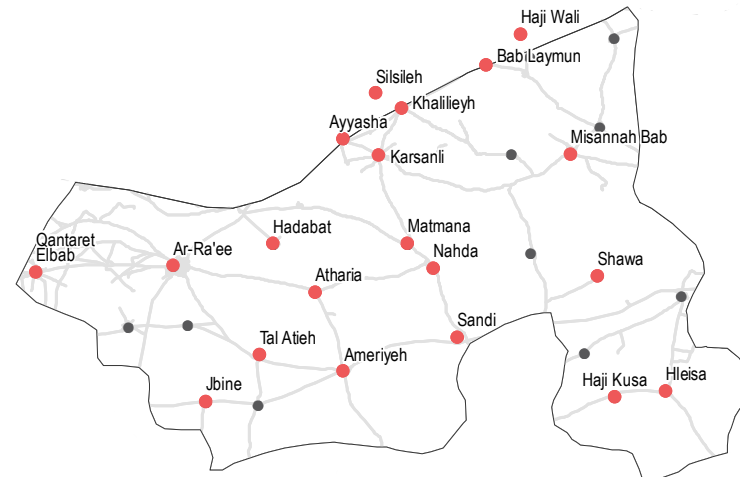 Haji Wali
Bab Laymun
Silsileh
Khalilieyh
Ayyasha
Misannah Bab
Karsanli
Qantaret
Elbab
Ar-Ra'ee
Hadabat
Matmana
Nahda
Shawa
Atharia
Sandi
Tal Atieh
Ameriyeh
Jbine
Haji Kusa
Hleisa